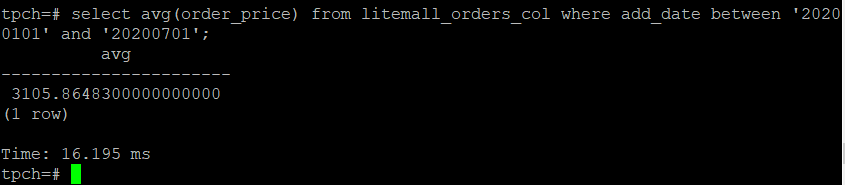 tpch=# select avg(order_price) from litemall_orders_col where add_date between '2020
0101' and '20200701';
avg
-----------------------
3105.8648300000000000
(1 row)
Time: 16.195 ms
tpch=#